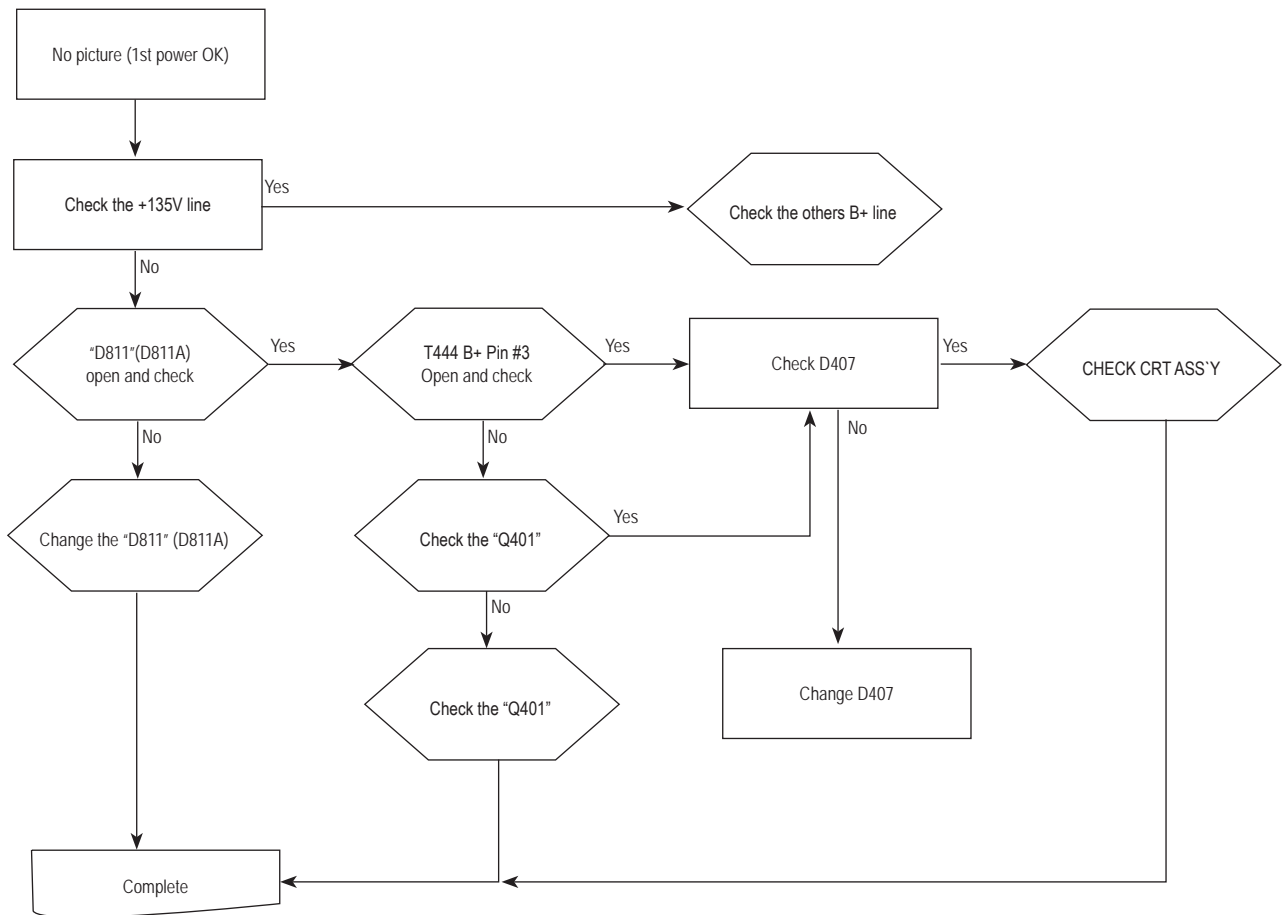 No picture (1st power OK)
Check the +135V line
Yes
Check the others B+ line
No
"D811"(D811A)
open and check
Yes
T444 B+ Pin #3
Open and check
Yes
Check D407
Yes
CHECK CRT ASS`Y
No
No
No
Change the "D811" (D811A)
Check the "Q401"
Yes
No
Check the "Q401"
Change D407
Complete